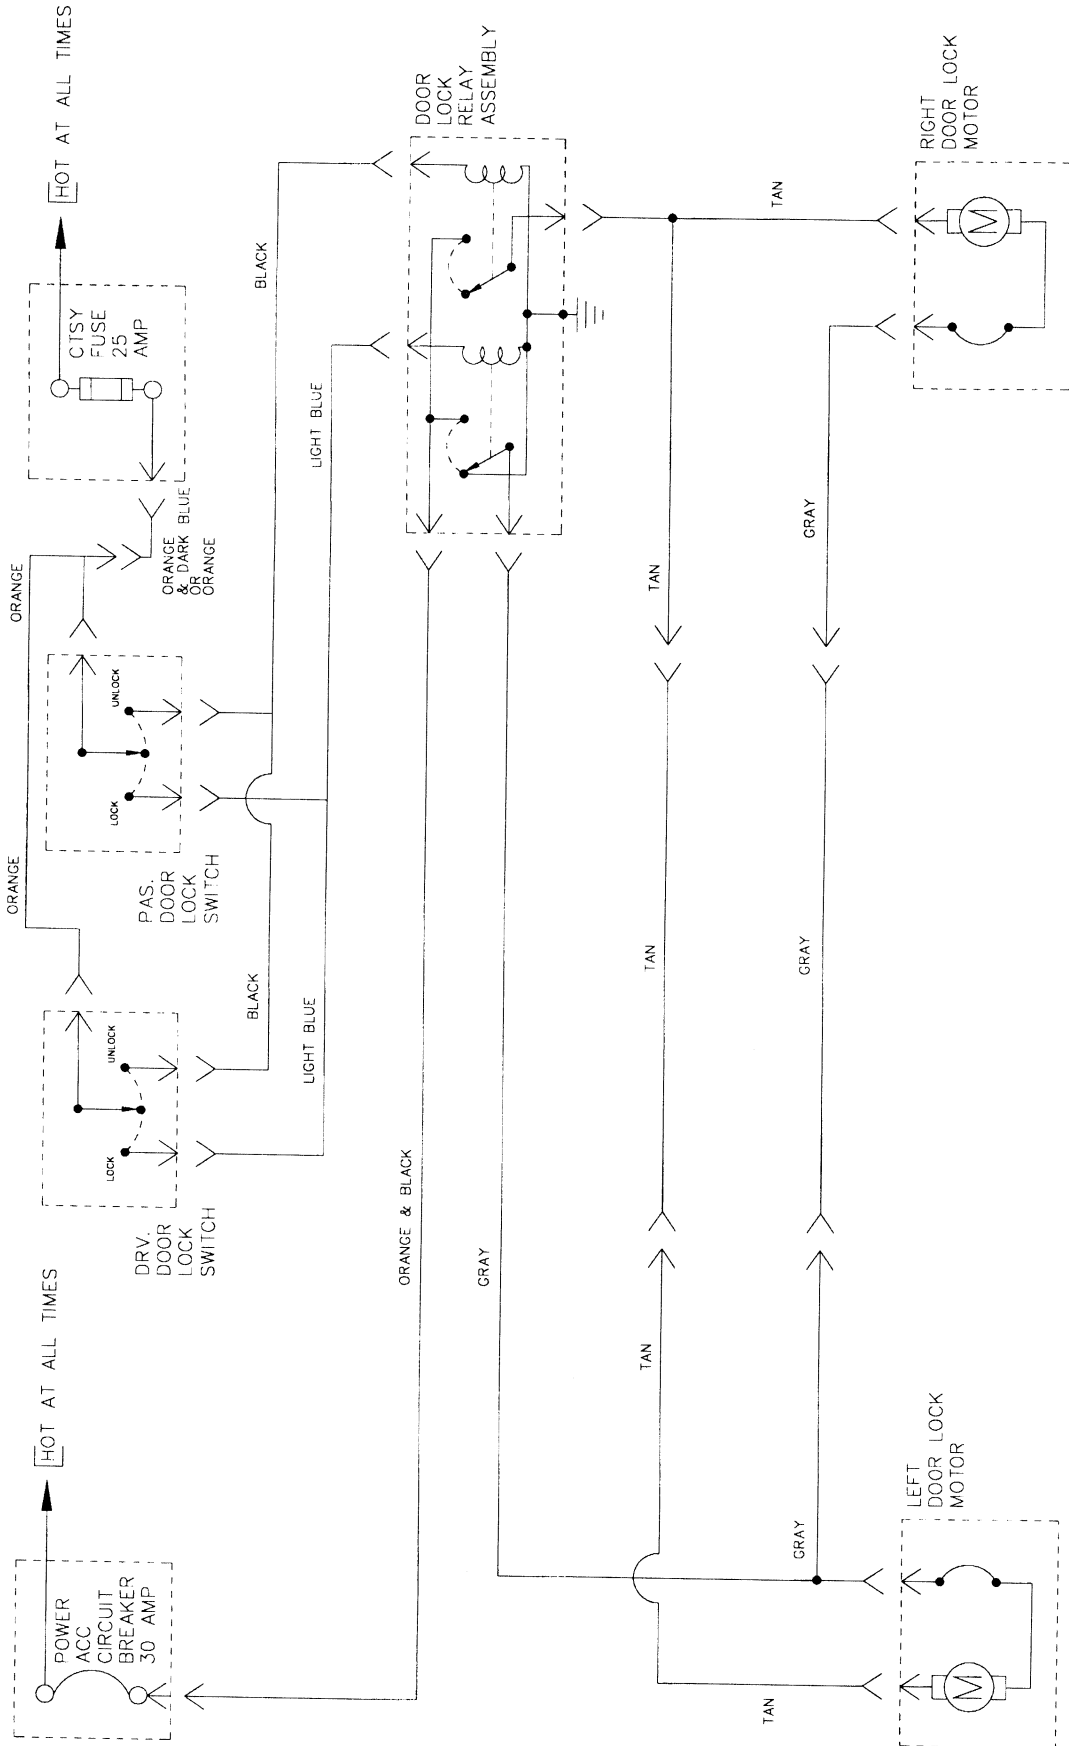 HOT AT ALL TIMES
POWER
ACC
CIRCUIT
BREAKER
30 AMP
HOT AT ALL TIMES
CTSY
FUSE
25
AMP
ORANGE
& DARK BLUE
OR
ORANGE
ORANGE
ORANGE
LOCK
UNLOCK
DRV.
DOOR
LOCK
SWITCH
LOCK
UNLOCK
PAS.
DOOR
LOCK
SWITCH
BLACK
LIGHT BLUE
BLACK
LIGHT BLUE
DOOR
LOCK
RELAY
ASSEMBLY
ORANGE & BLACK
GRAY
TAN
TAN
TAN
TAN
TAN
GRAY
GRAY
GRAY
LEFT
DOOR LOCK
MOTOR
M
RIGHT
DOOR LOCK
MOTOR
M